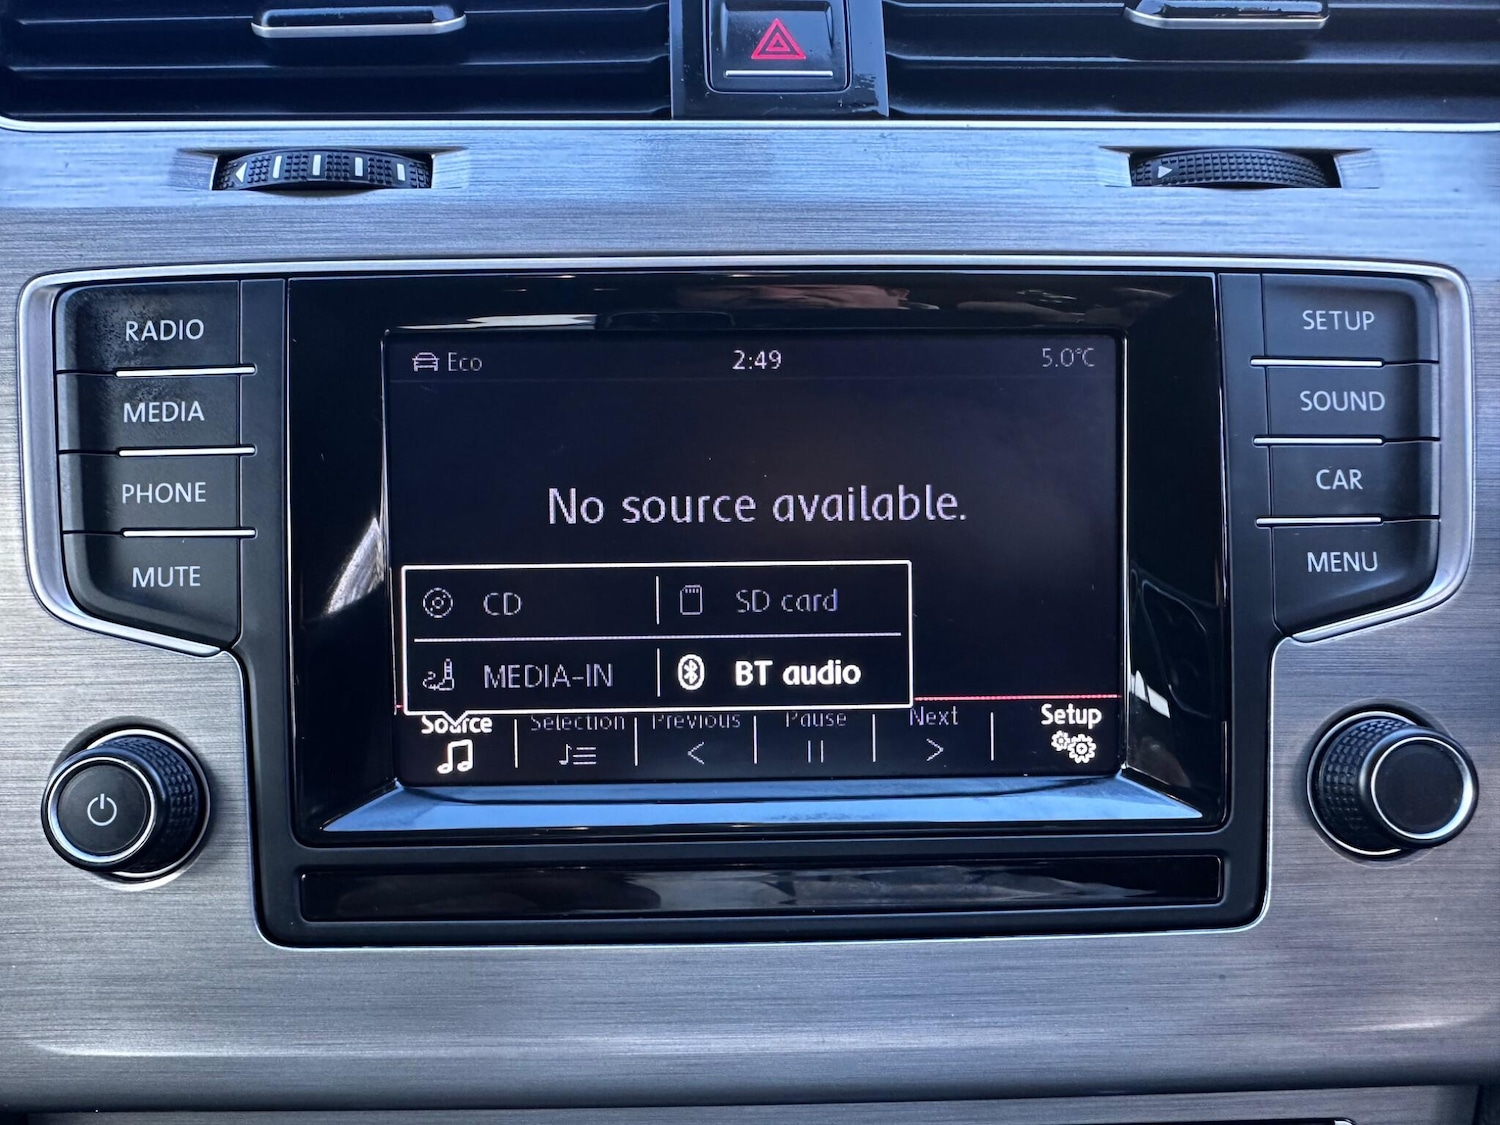 RADIO
MEDIA
PHONE
MUTE
Eco 2:49 5.0°C
No source available.
CD SD card
MEDIA-IN BT audio
Source Selection Previous Pause Next Setup
SETUP
SOUND
CAR
MENU